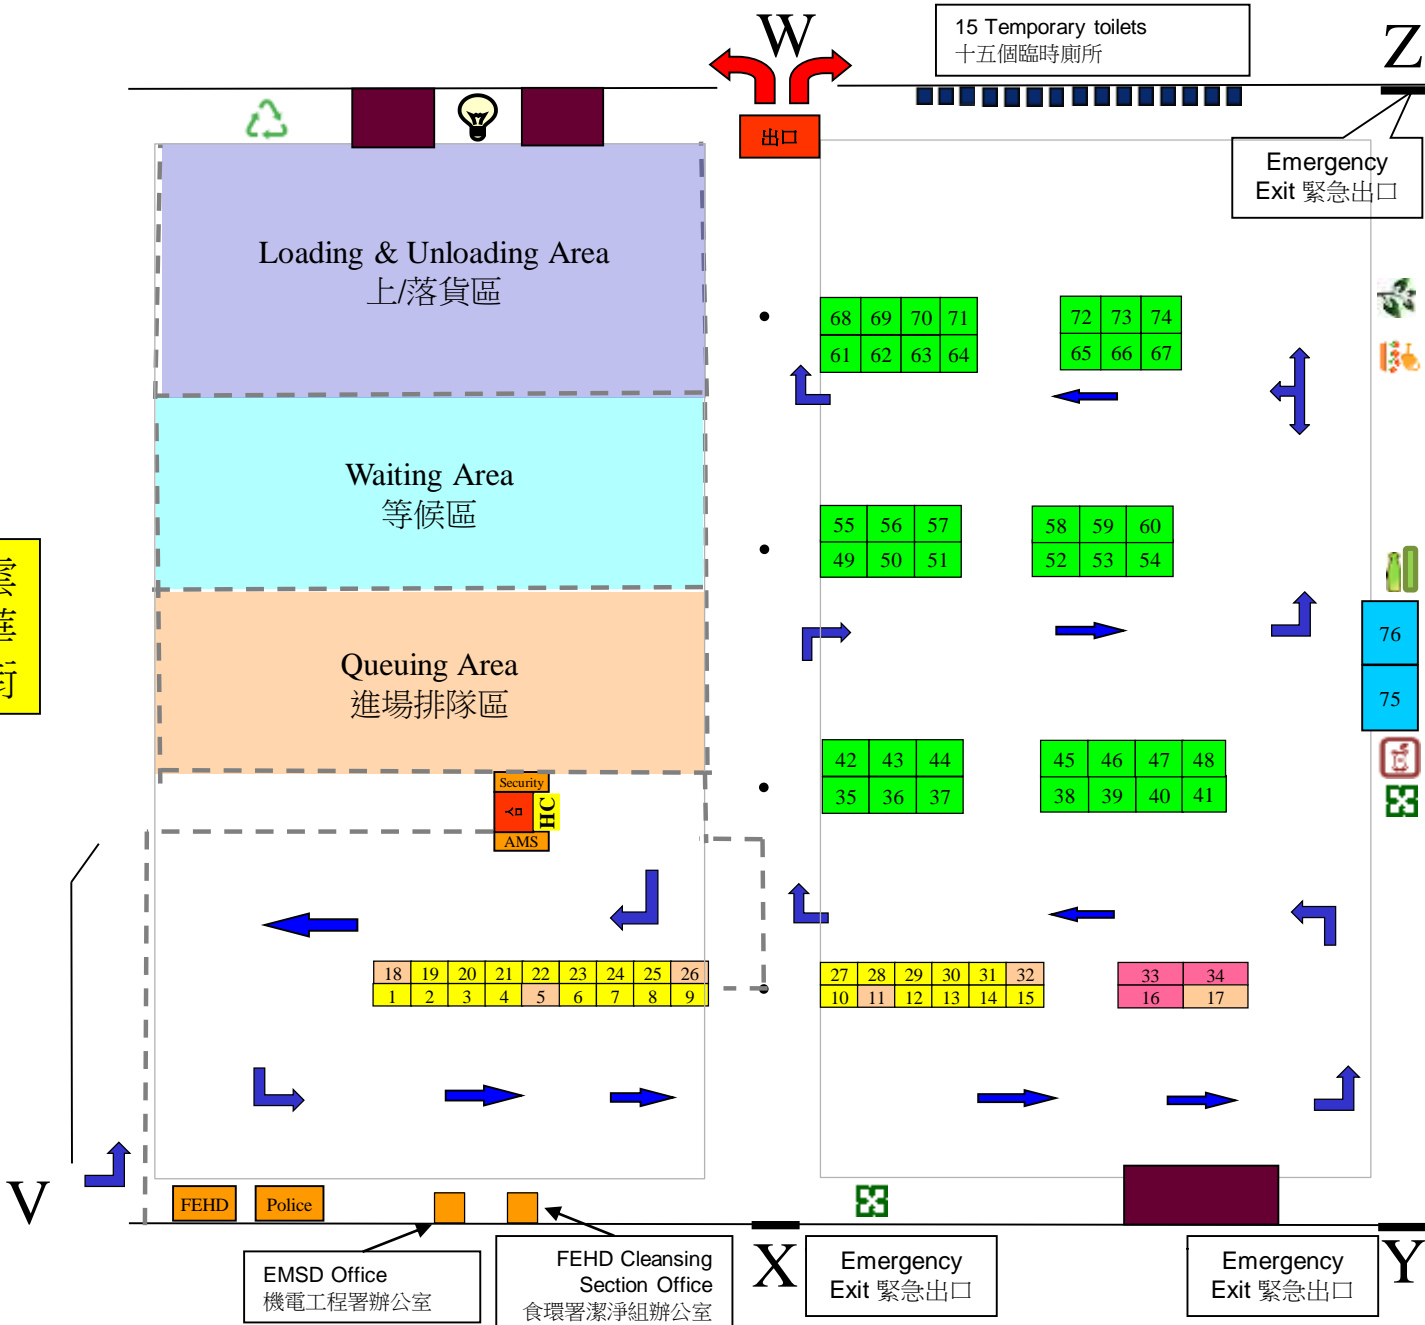 W
15 Temporary toilets
十五個臨時廁所
Z
出口
Emergency
Exit 緊急出口
Loading & Unloading Area
上/落貨區
68 69 70 71
61 62 63 64
72 73 74
65 66 67
Waiting Area
等候區
55 56 57
49 50 51
58 59 60
52 53 54
76
75
街
Queuing Area
進場排隊區
42 43 44
35 36 37
45 46 47 48
38 39 40 41
Security
入口
HC
AMS
18 19 20 21 22 23 24 25 26
1 2 3 4 5 6 7 8 9
27 28 29 30 31 32
10 11 12 13 14 15
33 34
16 17
V
FEHD
Police
EMSD Office
機電工程署辦公室
FEHD Cleansing
Section Office
食環署潔淨組辦公室
X
Emergency
Exit 緊急出口
Emergency
Exit 緊急出口
Y